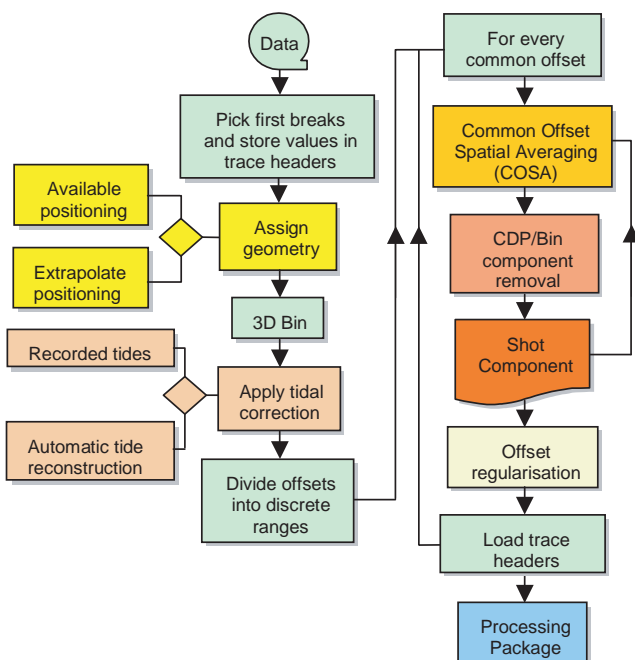 Data
Pick first breaks
and store values in
trace headers
Available
positioning
Extrapolate
positioning
Assign
geometry
3D Bin
Recorded tides
Automatic tide
reconstruction
Apply tidal
correction
Divide offsets
into discrete
ranges
For every
common offset
Common Offset
Spatial Averaging
(COSA)
CDP/Bin
component
removal
Shot
Component
Offset
regularisation
Load trace
headers
Processing
Package